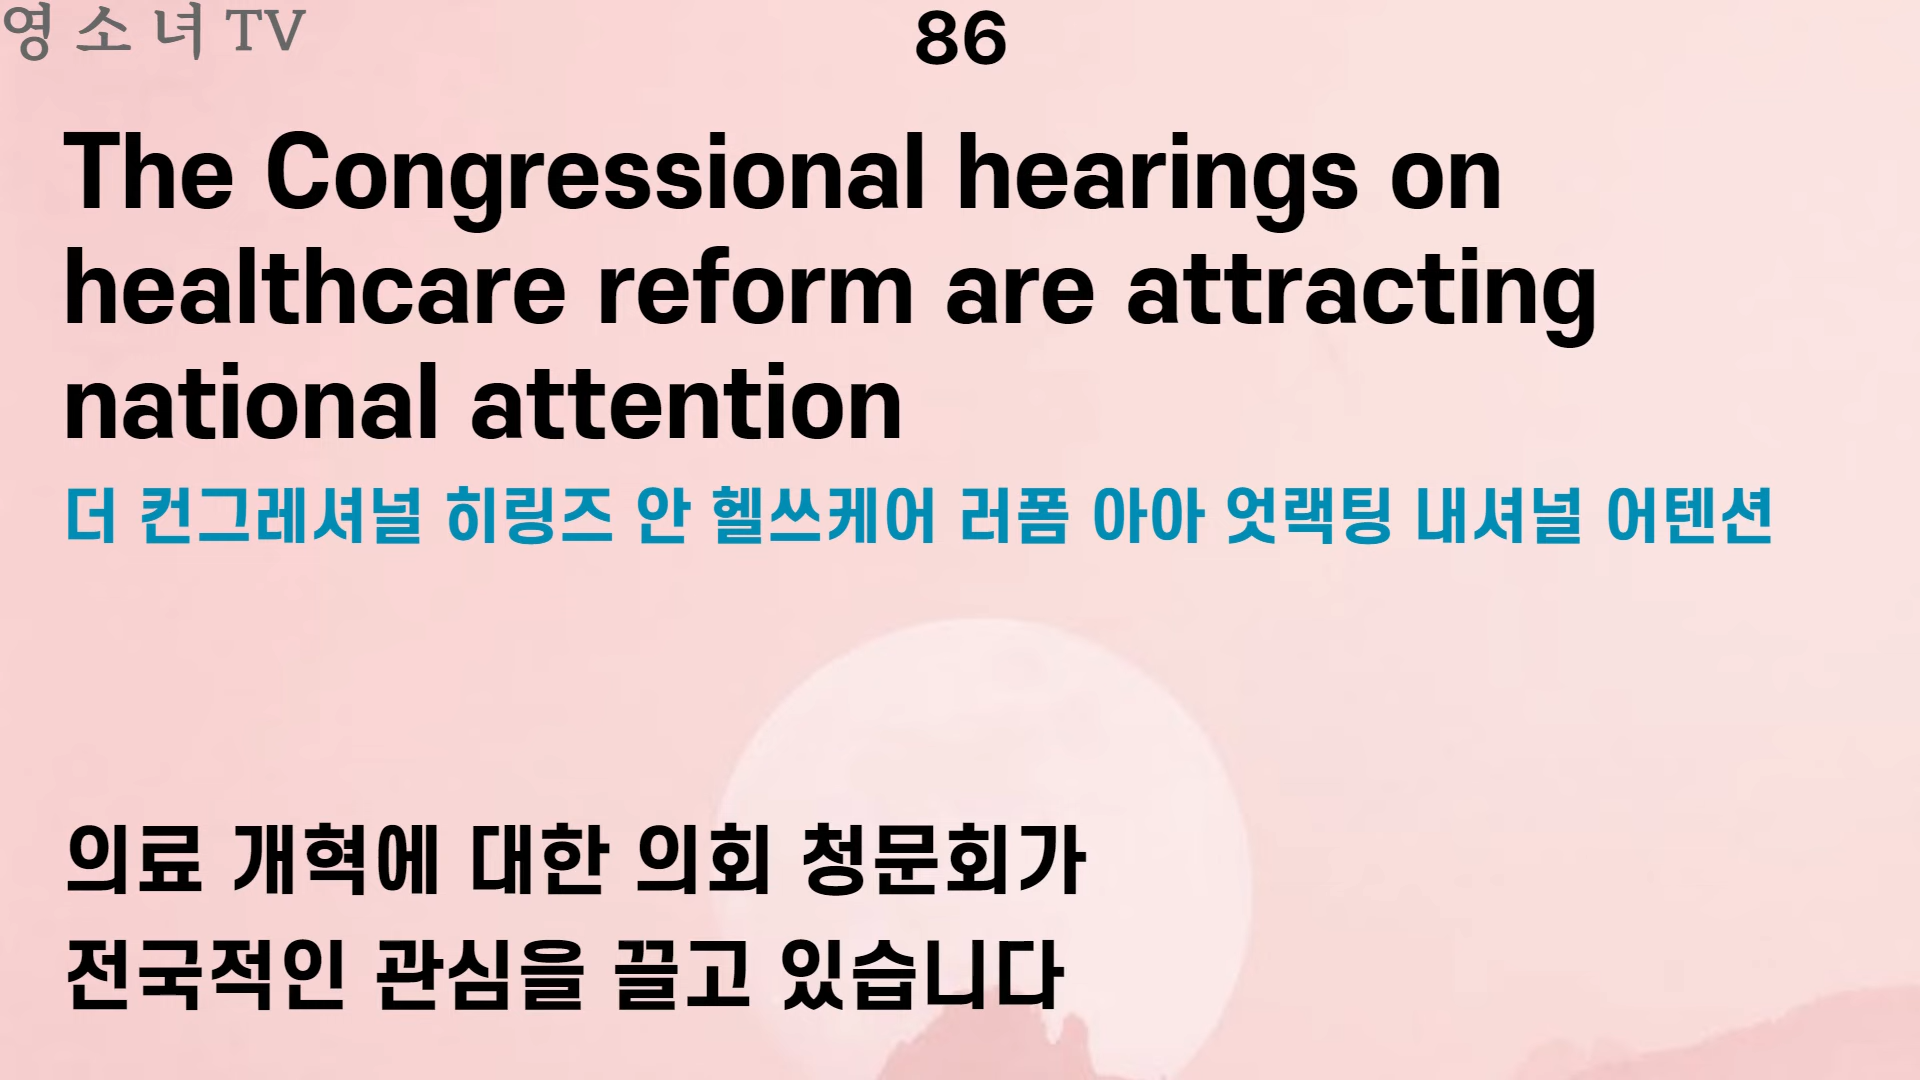 영소녀TV
86
The Congressional hearings on
healthcare reform are attracting
national attention
더 컨그레셔널 히링즈 안 헬쓰케어 러폼 아아 엇랙팅 내셔널 어텐션
의료 개혁에 대한 의회 청문회가
전국적인 관심을 끌고 있습니다